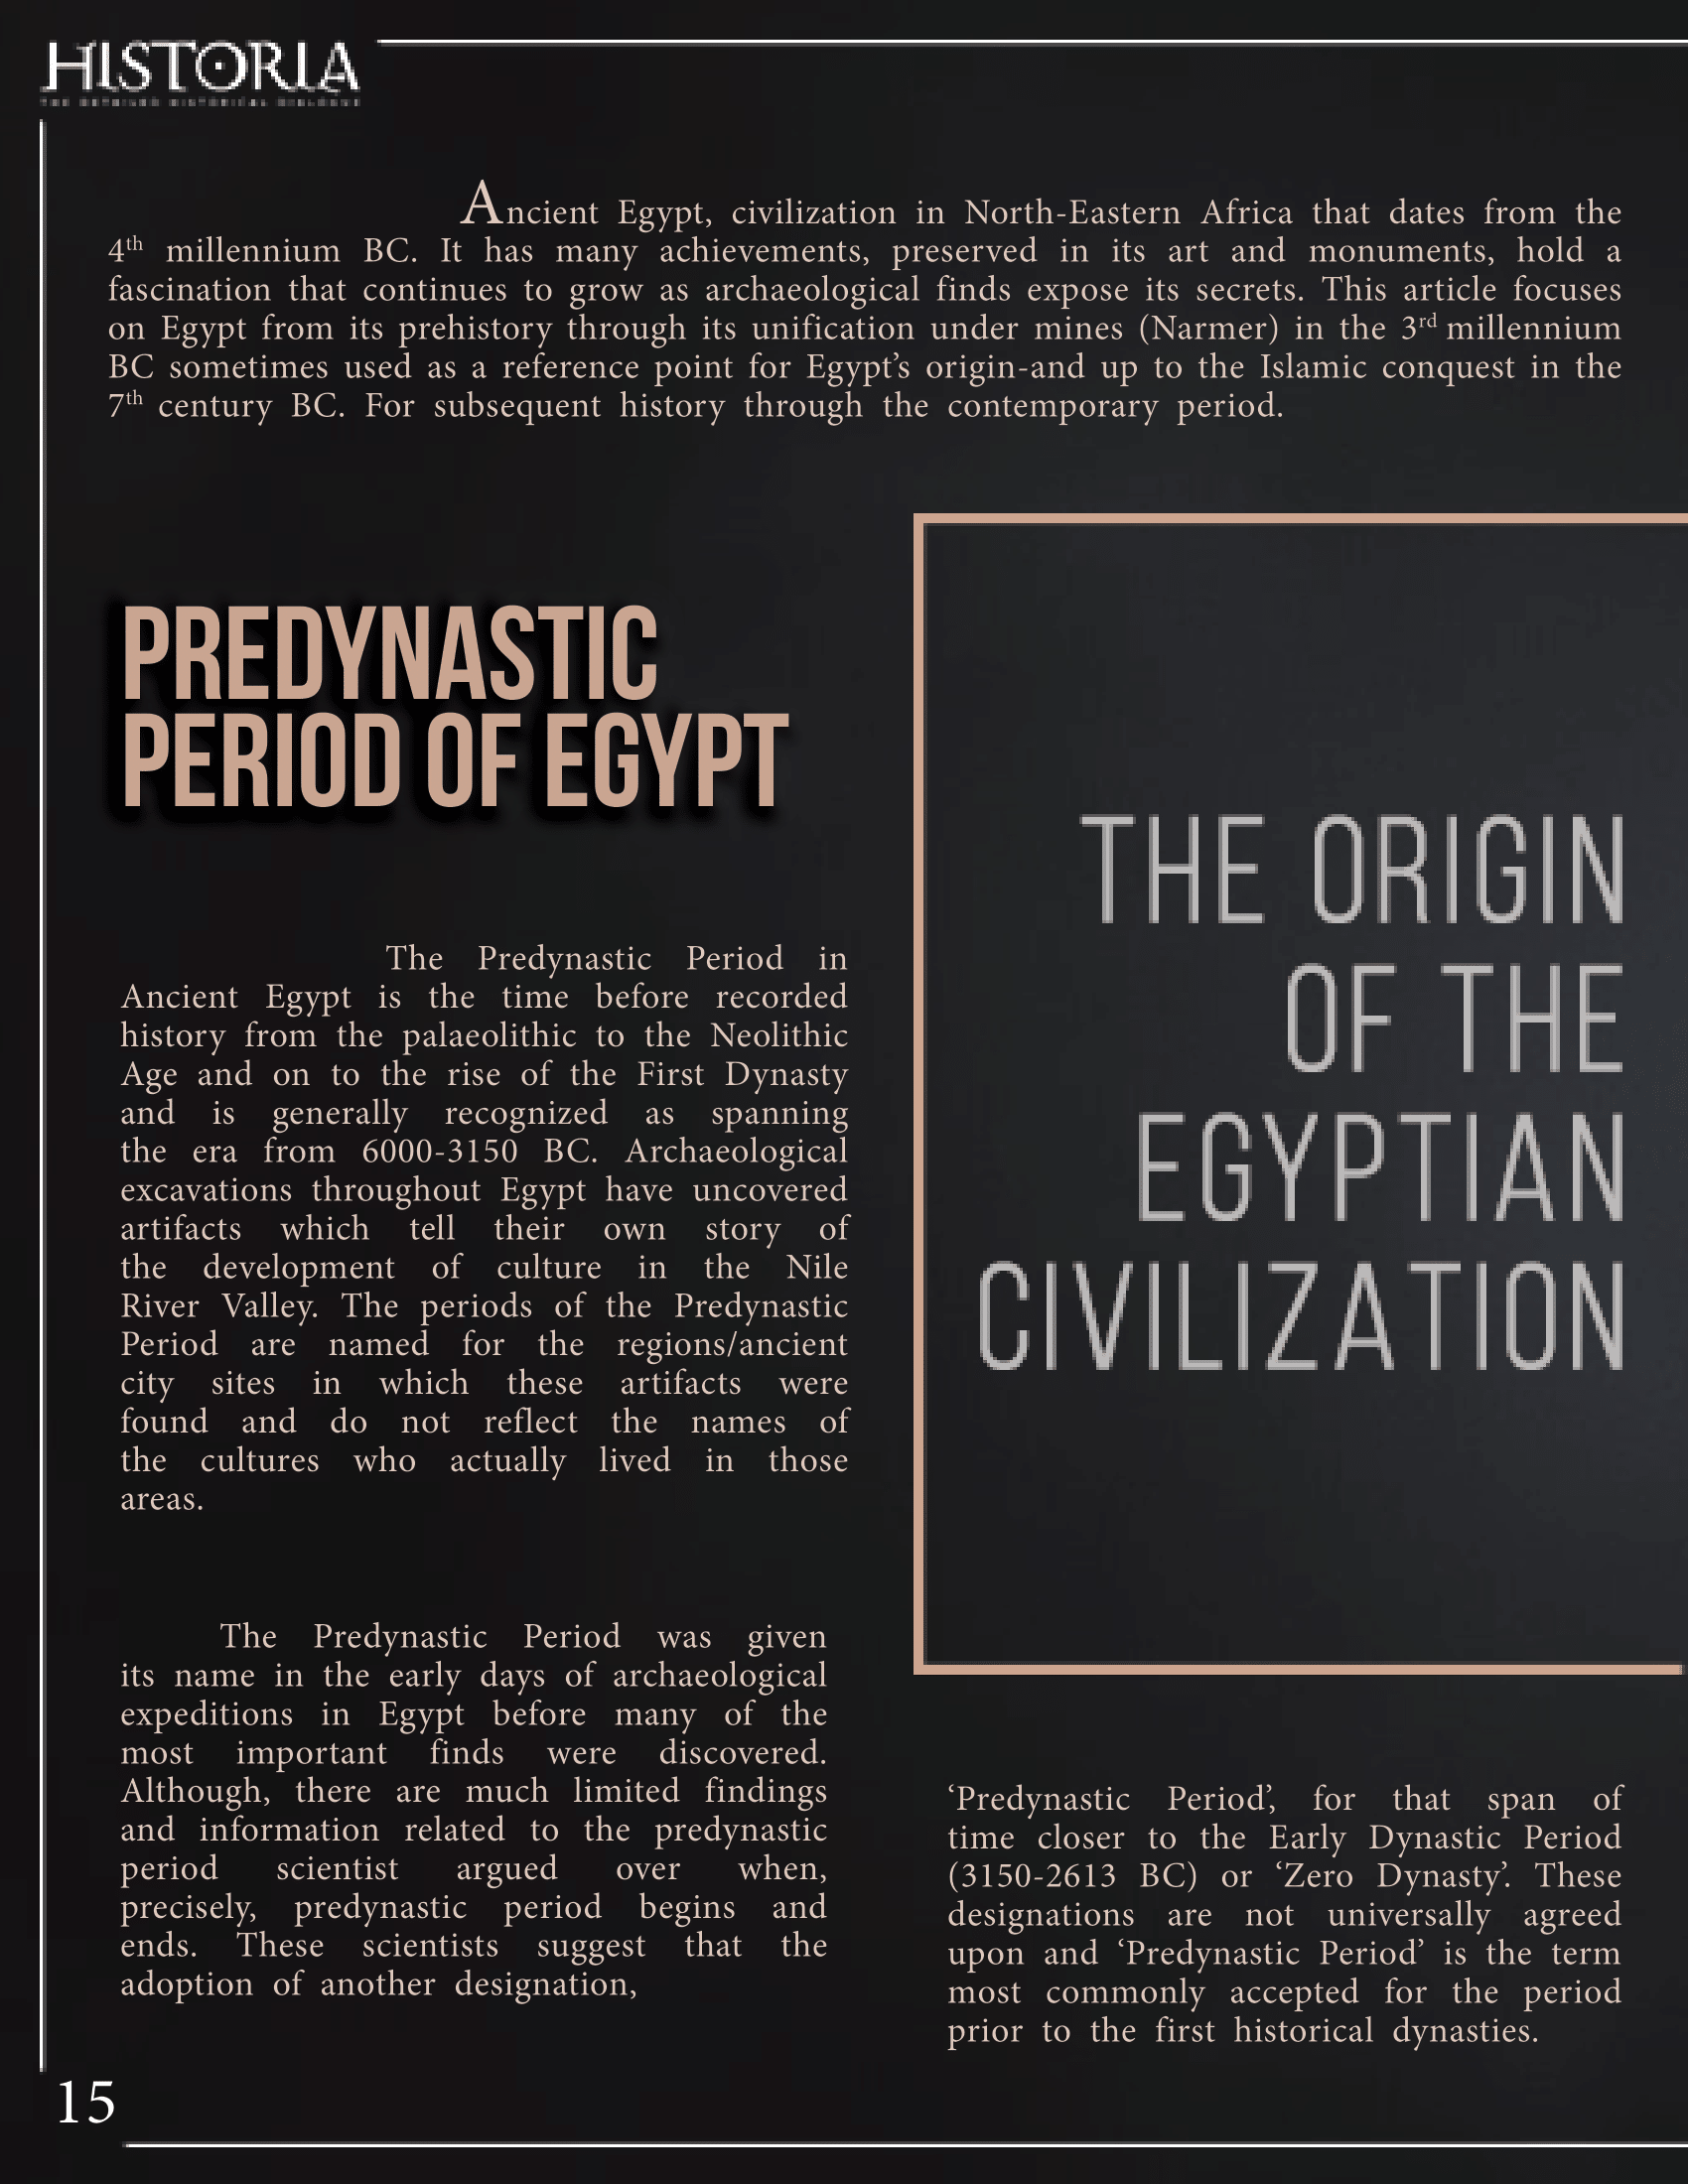 HISTORIA
Ancient Egypt, civilization in North-Eastern Africa that dates from the
4th millennium BC. It has many achievements, preserved in its art and monuments, hold a
fascination that continues to grow as archaeological finds expose its secrets. This article focuses
on Egypt from its prehistory through its unification under mines (Narmer) in the 3rd millennium
BC sometimes used as a reference point for Egypt’s origin-and up to the Islamic conquest in the
7th century BC. For subsequent history through the contemporary period.
PREDYNASTIC
PERIOD OF EGYPT
The Predynastic Period in
Ancient Egypt is the time before recorded
history from the palaeolithic to the Neolithic
Age and on to the rise of the First Dynasty
and is generally recognized as spanning
the era from 6000-3150 BC. Archaeological
excavations throughout Egypt have uncovered
artifacts which tell their own story of
the development of culture in the Nile
River Valley. The periods of the Predynastic
Period are named for the regions/ancient
city sites in which these artifacts were
found and do not reflect the names of
the cultures who actually lived in those
areas.
The Predynastic Period was given
its name in the early days of archaeological
expeditions in Egypt before many of the
most important finds were discovered.
Although, there are much limited findings
and information related to the predynastic
period scientist argued over when,
precisely, predynastic period begins and
ends. These scientists suggest that the
adoption of another designation,
THE ORIGIN
OF THE
EGYPTIAN
CIVILIZATION
‘Predynastic Period’, for that span of
time closer to the Early Dynastic Period
(3150-2613 BC) or ‘Zero Dynasty’. These
designations are not universally agreed
upon and ‘Predynastic Period’ is the term
most commonly accepted for the period
prior to the first historical dynasties.
15